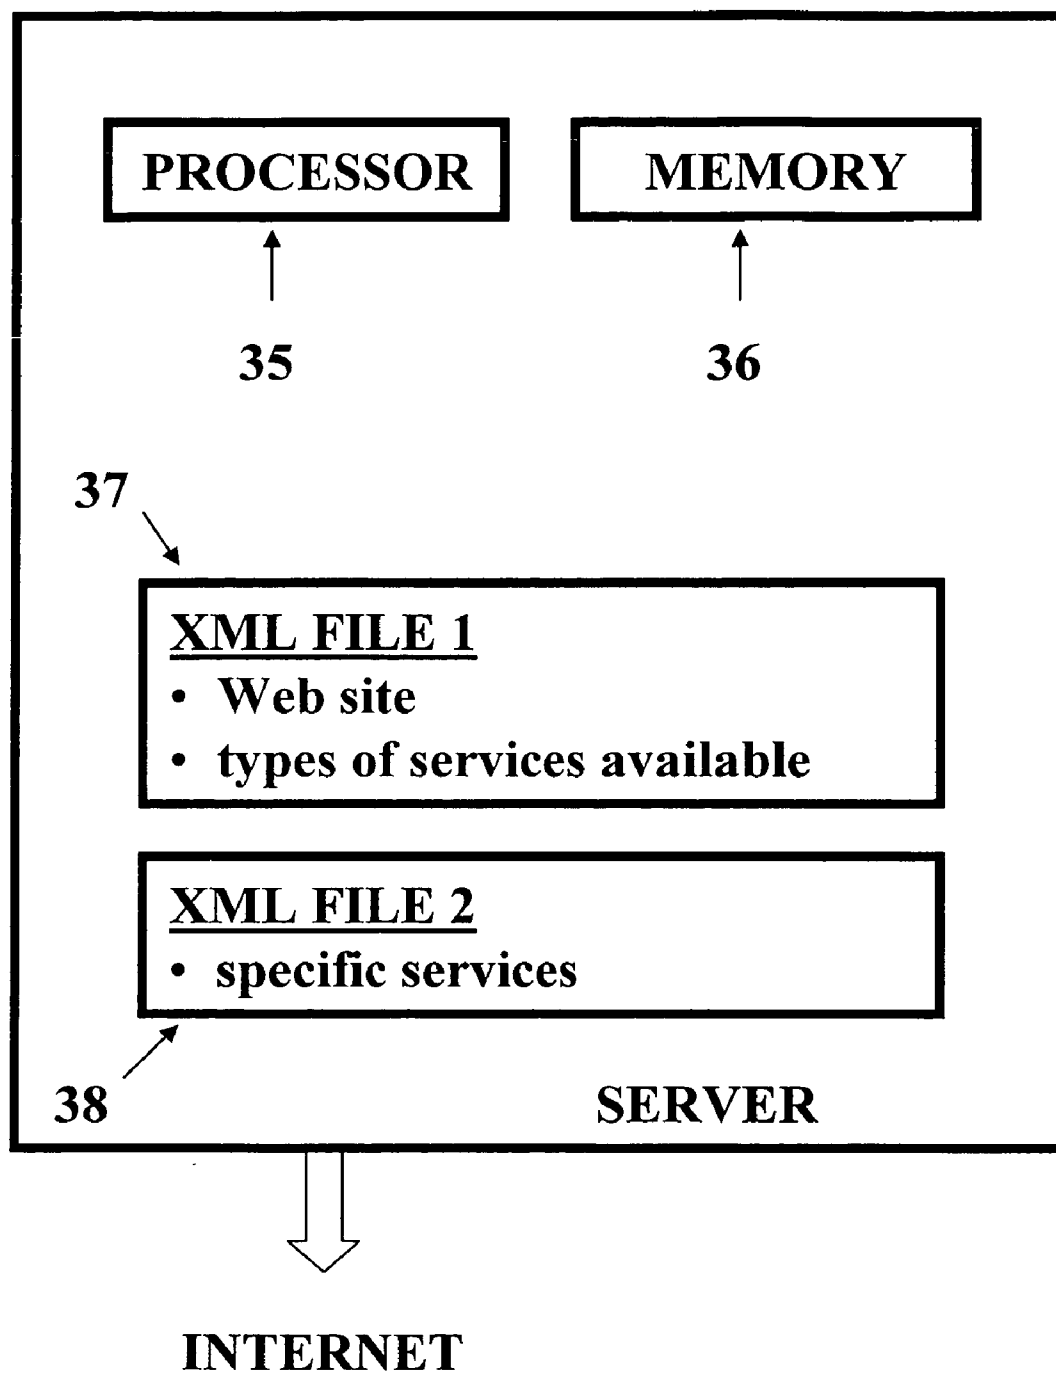 PROCESSOR MEMORY
35 36
37
XML FILE 1
• Web site
• types of services available
XML FILE 2
• specific services
38
SERVER
INTERNET